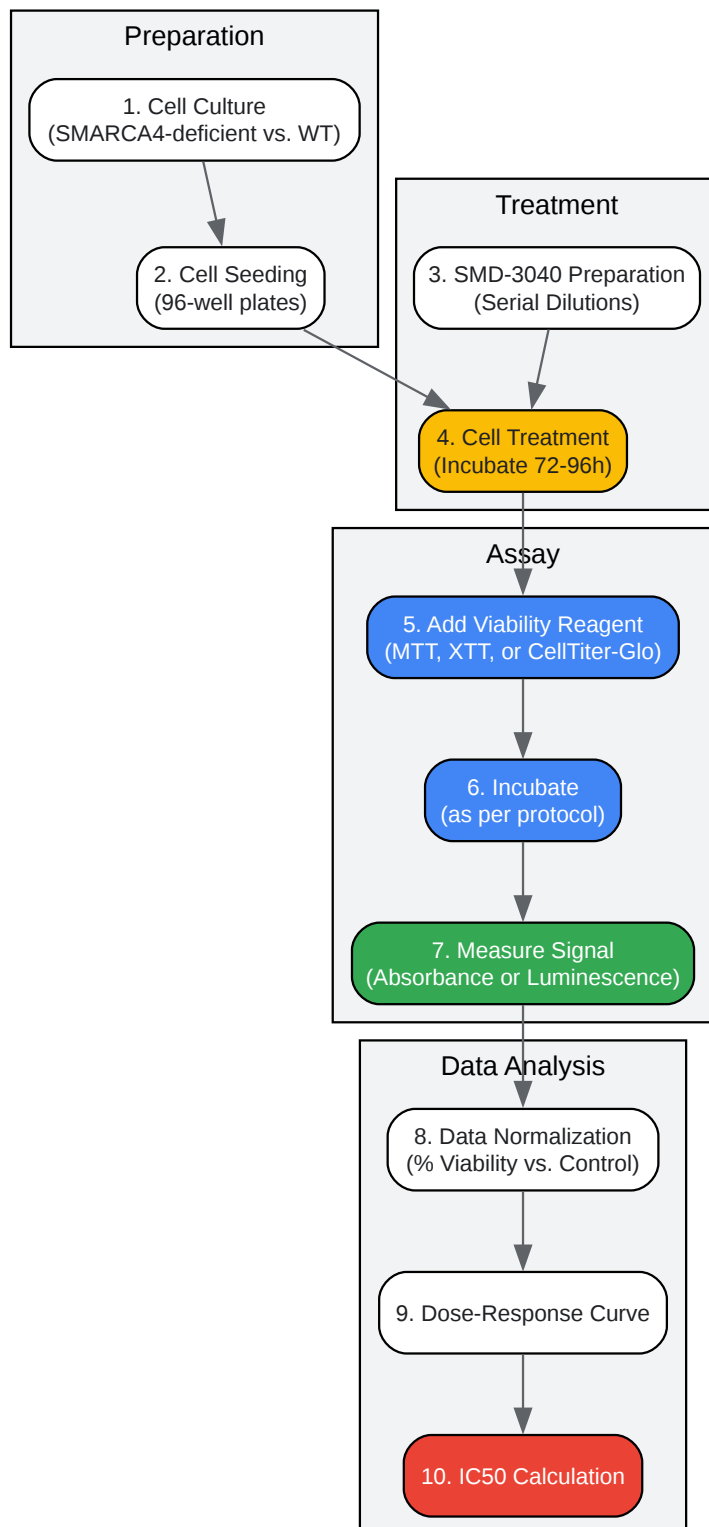 Preparation
1. Cell Culture
(SMARCA4-deficient vs. WT)
2. Cell Seeding
(96-well plates)
Treatment
3. SMD-3040 Preparation
(Serial Dilutions)
4. Cell Treatment
(Incubate 72-96h)
Assay
5. Add Viability Reagent
(MTT, XTT, or CellTiter-Glo)
6. Incubate
(as per protocol)
7. Measure Signal
(Absorbance or Luminescence)
Data Analysis
8. Data Normalization
(% Viability vs. Control)
9. Dose-Response Curve
10. IC50 Calculation